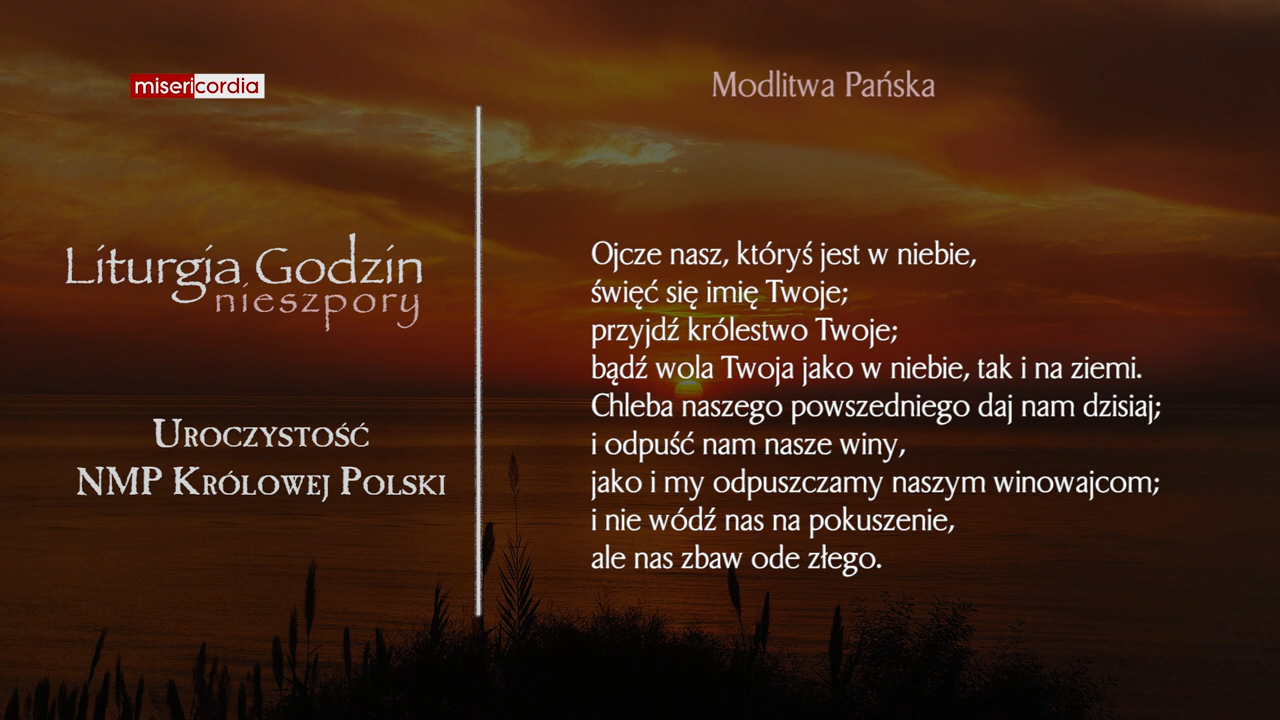 misericordia
Liturgia Godzin
nieszpory
Uroczystość
NMP Królowej Polski
Modlitwa Pańska
Ojcze nasz, któryś jest w niebie,
święć się imię Twoje;
przyjdź królestwo Twoje;
bądź wola Twoja jako w niebie, tak i na ziemi.
Chleba naszego powszedniego daj nam dzisiaj;
i odpuść nam nasze winy,
jako i my odpuszczamy naszym winowajcom;
i nie wódź nas na pokuszenie,
ale nas zbaw ode złego.